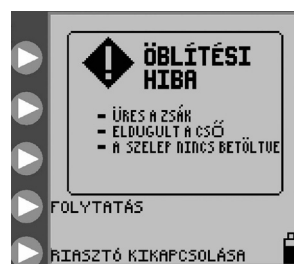 ÖBLÍTÉSI
HIBA
- ÜRES A ZSÁK
- ELDUGULT A CSŐ
- A SZELEP NINCS BETÖLTVE
FOLYTATÁS
RIASZTÓ KIKAPCSOLÁSA